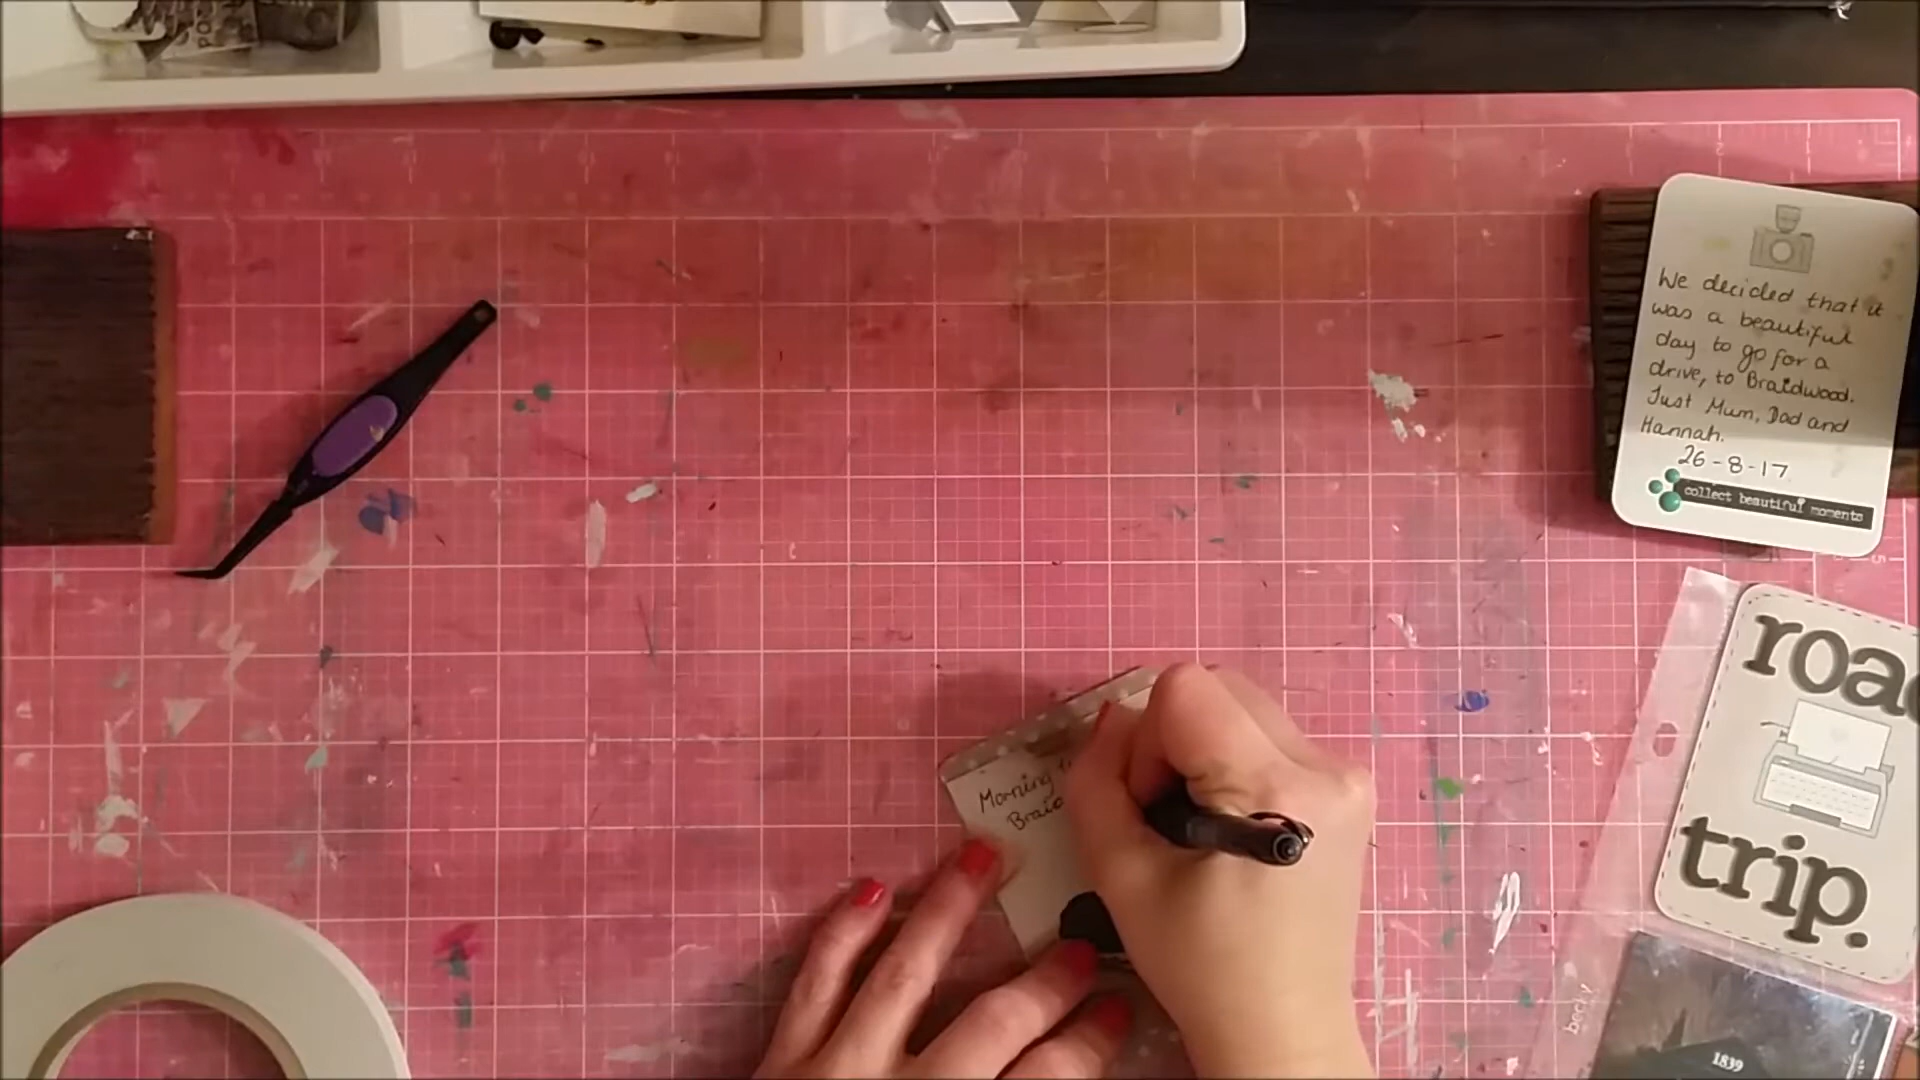 We decided that it
was a beautiful
day to go for a
drive, to Braidwood.
Just Mum, Dad and
Hannah.
26-8-17
collect beautiful moments
Morning
trip.
becky
1839